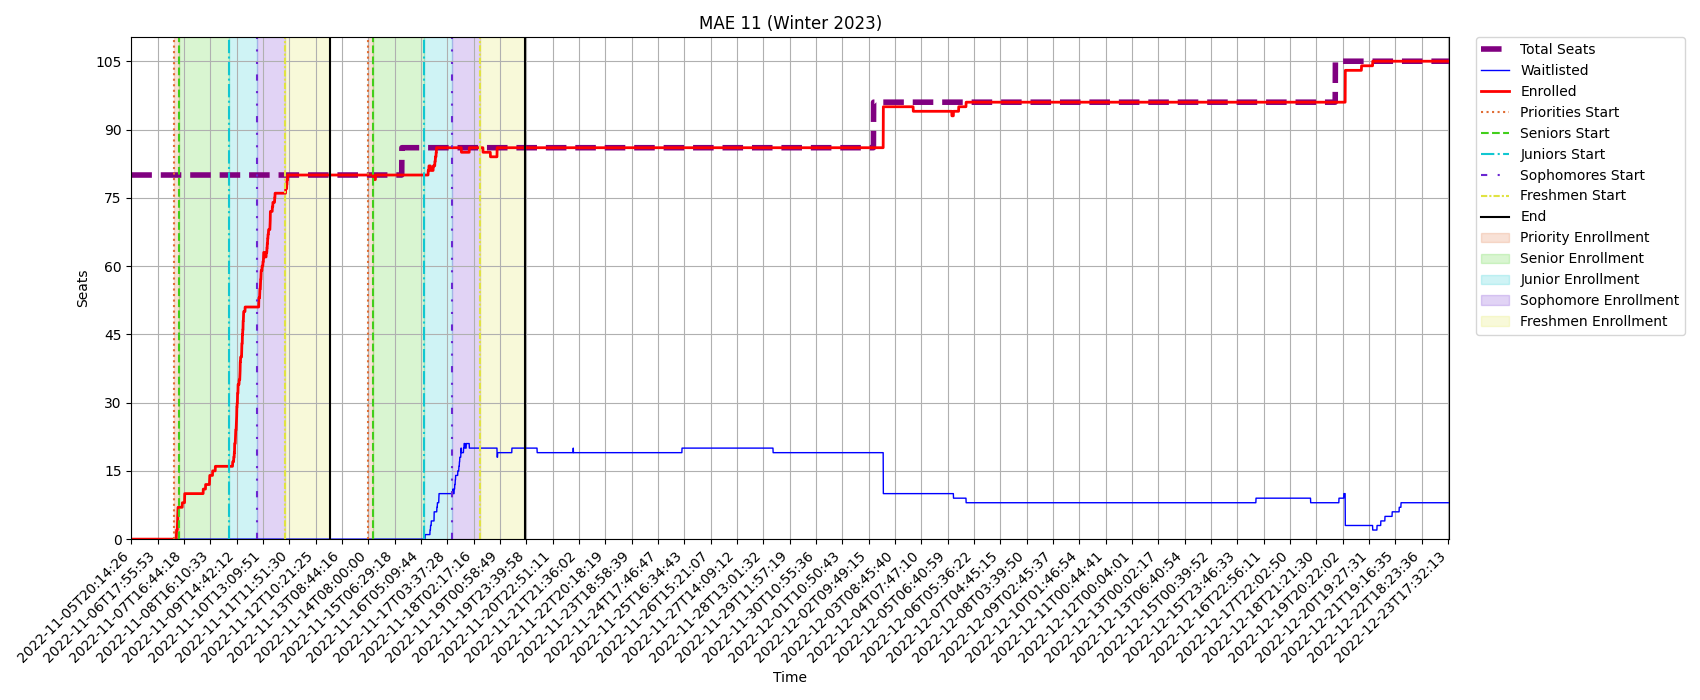 MAE 11 (Winter 2023)
105
90
75
60
45
30
15
0
Seats
2022-11-05T20:14:26
2022-11-06T17:55:53
2022-11-07T16:44:18
2022-11-08T16:10:33
2022-11-09T14:42:12
2022-11-10T13:09:51
2022-11-11T11:51:30
2022-11-12T10:21:25
2022-11-13T08:44:16
2022-11-14T08:00:00
2022-11-15T06:29:18
2022-11-16T05:09:44
2022-11-17T03:37:28
2022-11-18T02:17:16
2022-11-19T00:58:49
2022-11-19T23:39:58
2022-11-20T22:51:11
2022-11-21T21:36:02
2022-11-22T20:18:19
2022-11-23T18:58:39
2022-11-24T17:46:47
2022-11-25T16:34:43
2022-11-26T15:21:07
2022-11-27T14:09:12
2022-11-28T13:01:32
2022-11-29T11:57:19
2022-11-30T10:55:36
2022-12-01T10:50:43
2022-12-02T09:49:15
2022-12-03T08:45:40
2022-12-04T07:47:10
2022-12-05T06:40:59
2022-12-06T05:36:22
2022-12-07T04:45:15
2022-12-08T03:39:50
2022-12-09T02:45:37
2022-12-10T01:46:54
2022-12-11T00:44:41
2022-12-12T00:04:01
2022-12-13T00:02:17
2022-12-13T06:40:54
2022-12-15T00:39:52
2022-12-15T23:46:33
2022-12-16T22:56:11
2022-12-17T22:02:50
2022-12-18T21:21:30
2022-12-19T20:22:02
2022-12-20T19:27:31
2022-12-21T19:16:35
2022-12-22T18:23:36
2022-12-23T17:32:13
Time
Total Seats
Waitlisted
Enrolled
Priorities Start
Seniors Start
Juniors Start
Sophomores Start
Freshmen Start
End
Priority Enrollment
Senior Enrollment
Junior Enrollment
Sophomore Enrollment
Freshmen Enrollment